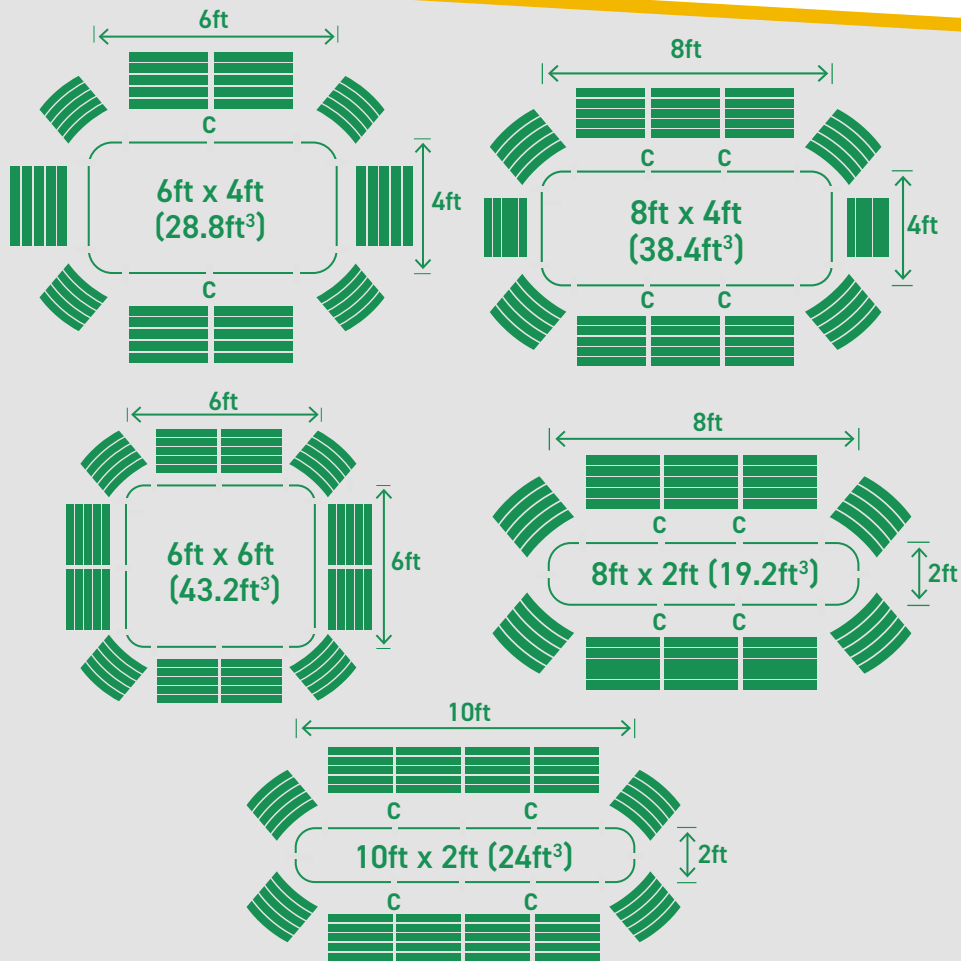 6ft
C
6ft x 4ft
(28.8ft³)
4ft
C
8ft
C C
8ft x 4ft
(38.4ft³)
4ft
C C
6ft
6ft x 6ft
(43.2ft³)
6ft
8ft
C C
8ft x 2ft (19.2ft³)
2ft
C C
10ft
C C
10ft x 2ft (24ft³)
2ft
C C